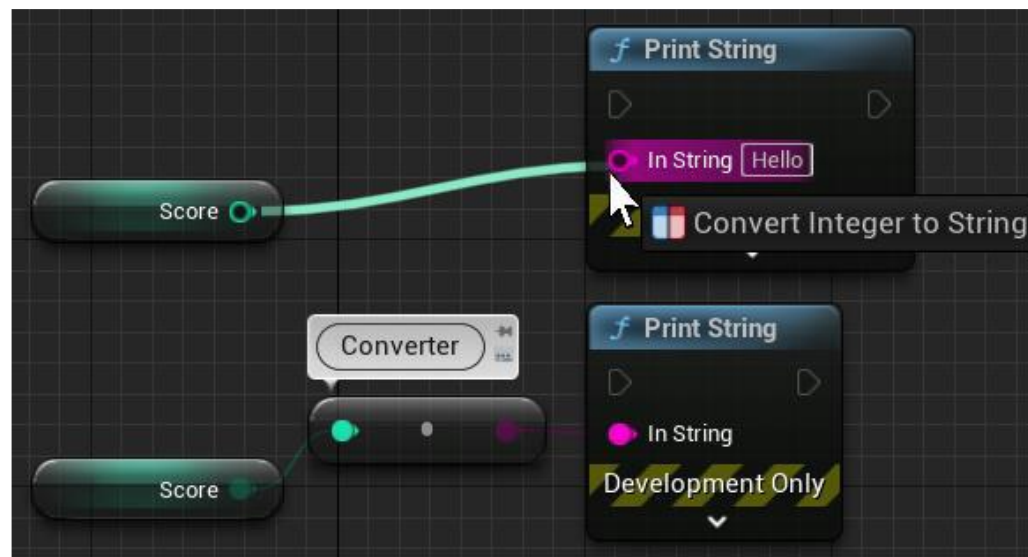 Print String
In String Hello
Score
Convert Integer to String
Converter
Print String
In String
Score
Development Only